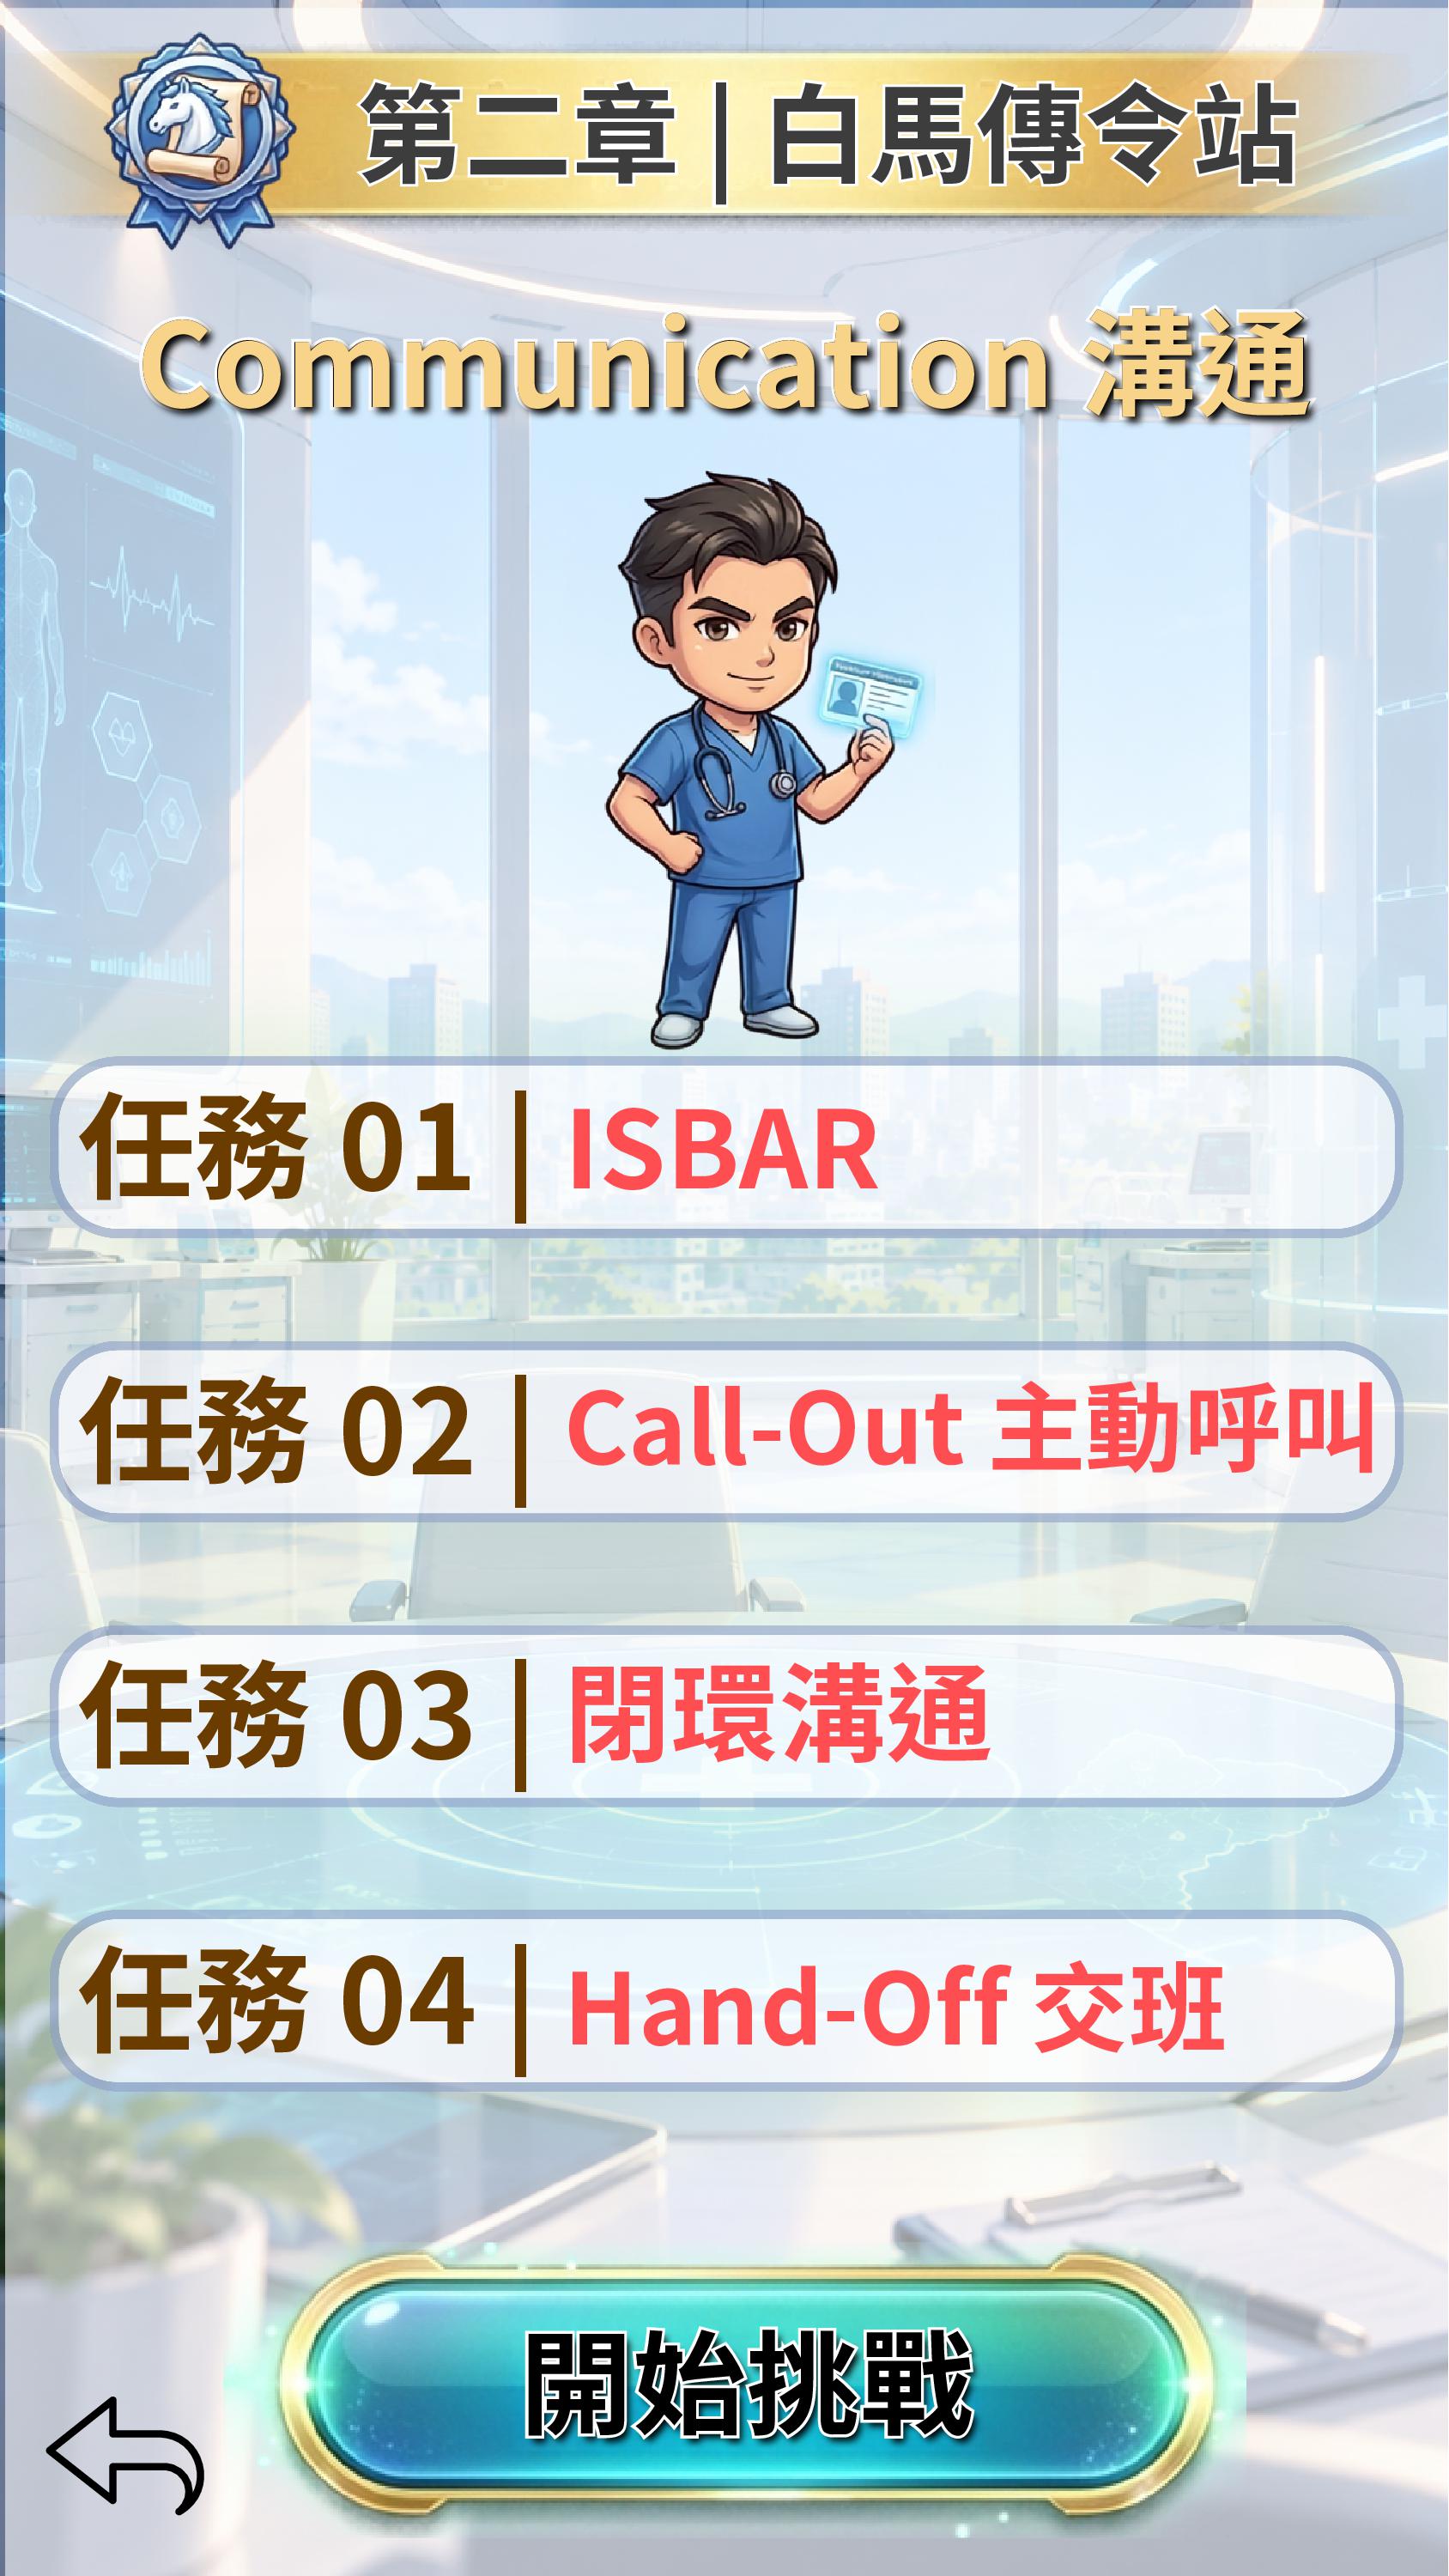 第二章 | 白馬傳令站
Communication 溝通
任務 01 | ISBAR
任務 02 | Call-Out 主動呼叫
任務 03 | 閉環溝通
任務 04 | Hand-Off 交班
開始挑戰